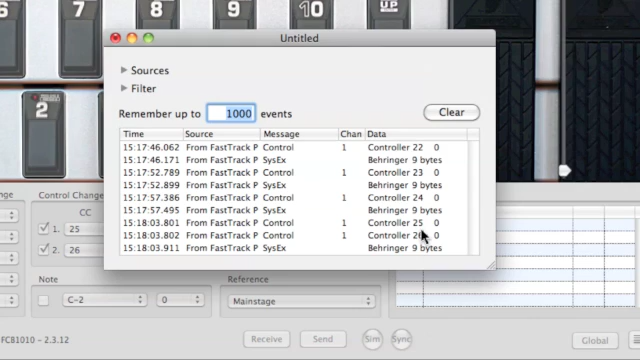 6 7 8 9 10 UP
Untitled
Sources
Filter
Remember up to 1000 events Clear
Time Source Message Chan Data
15:17:46.062 From FastTrack P Control 1 Controller 22 0
15:17:46.171 From FastTrack P SysEx Behringer 9 bytes
15:17:52.789 From FastTrack P Control 1 Controller 23 0
15:17:52.899 From FastTrack P SysEx Behringer 9 bytes
15:17:57.386 From FastTrack P Control 1 Controller 24 0
15:17:57.495 From FastTrack P SysEx Behringer 9 bytes
15:18:03.801 From FastTrack P Control 1 Controller 25 0
15:18:03.802 From FastTrack P Control 1 Controller 0
15:18:03.911 From FastTrack P SysEx Behringer 9 bytes
2
Control Change
CC
1. 25
2. 26
Note
C-2 0
Reference
Mainstage
FCB1010 - 2.3.12 Receive Send Sim Sync Global